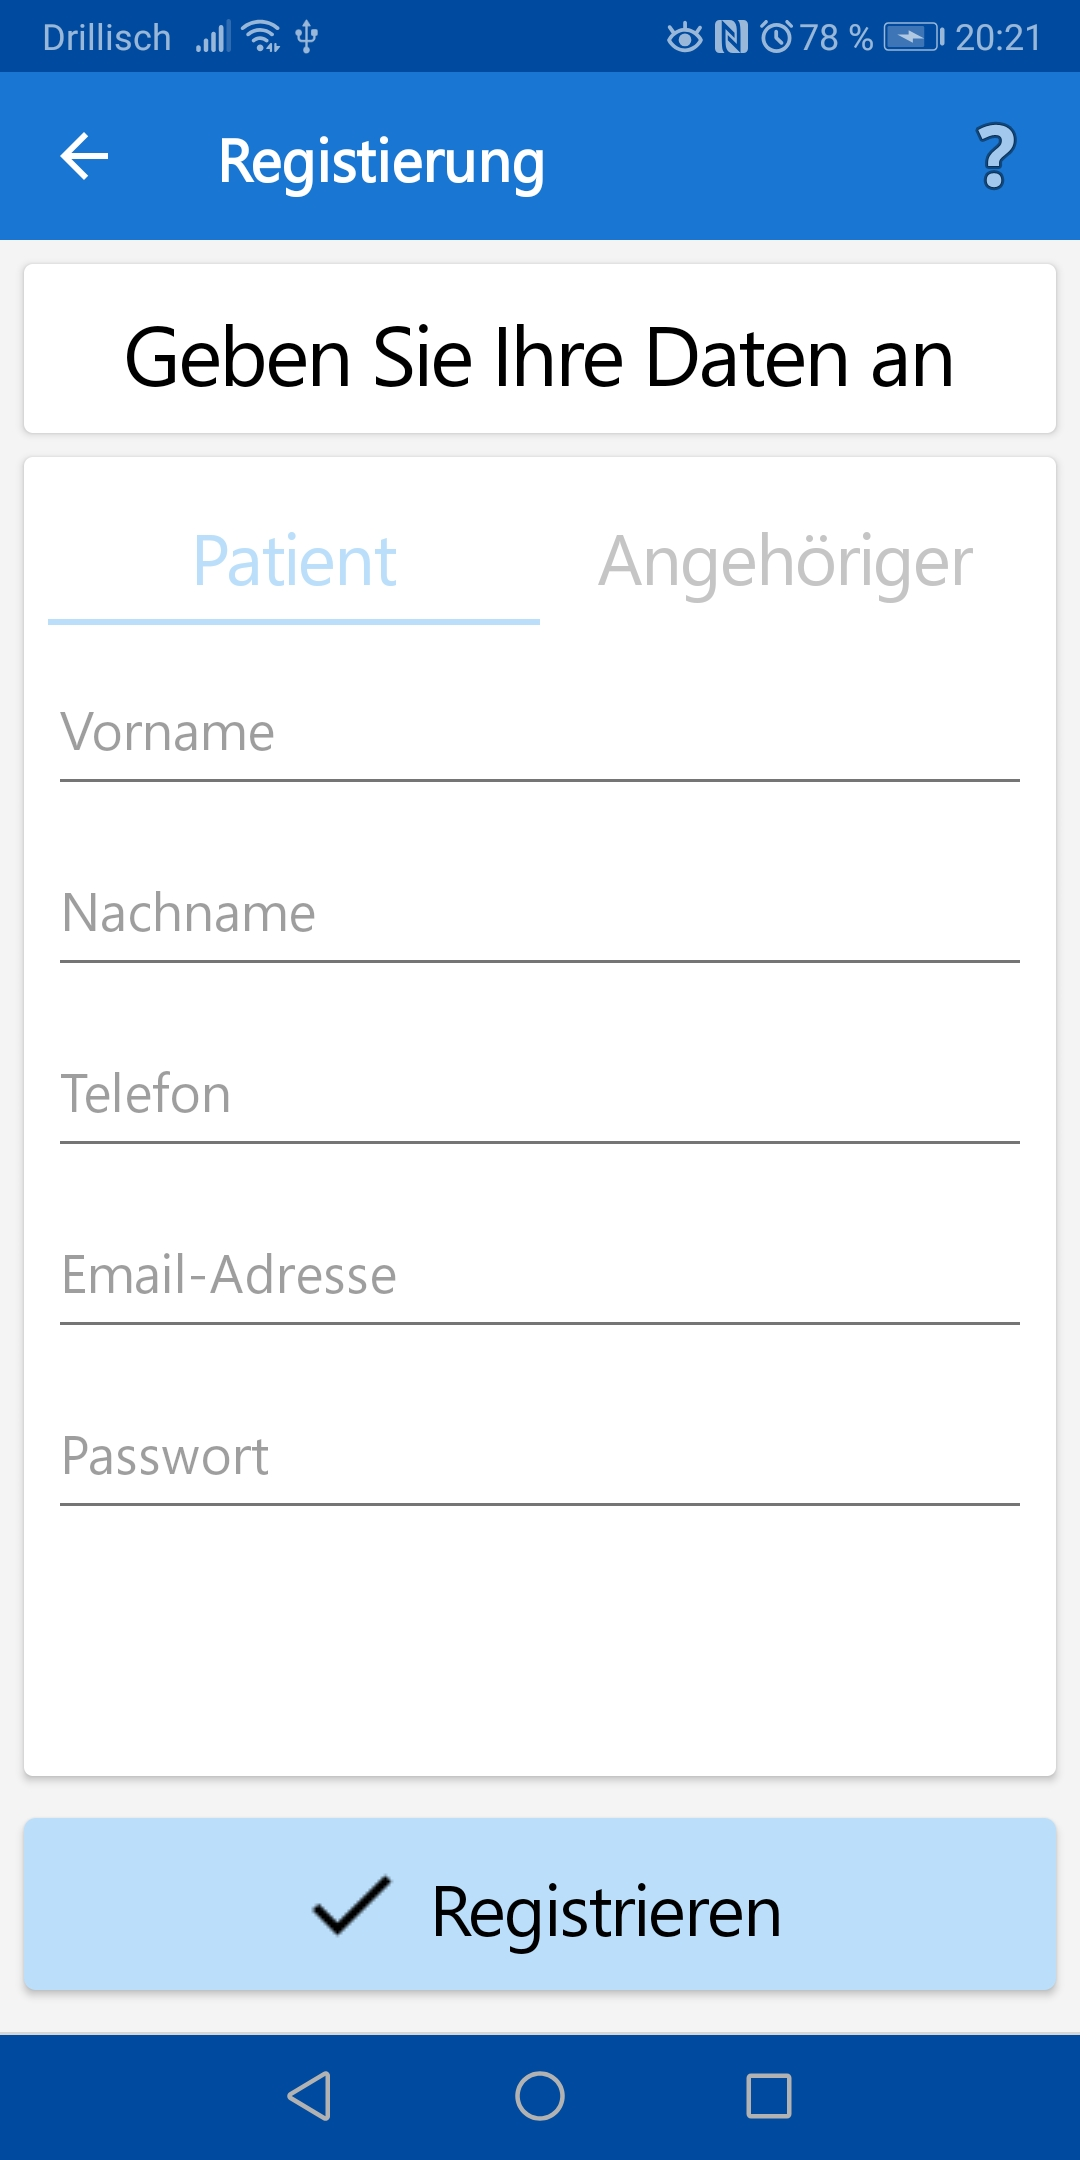 Drillisch 78 % 20:21
Registierung ?
Geben Sie Ihre Daten an
Patient Angehöriger
Vorname
Nachname
Telefon
Email-Adresse
Passwort
Registrieren